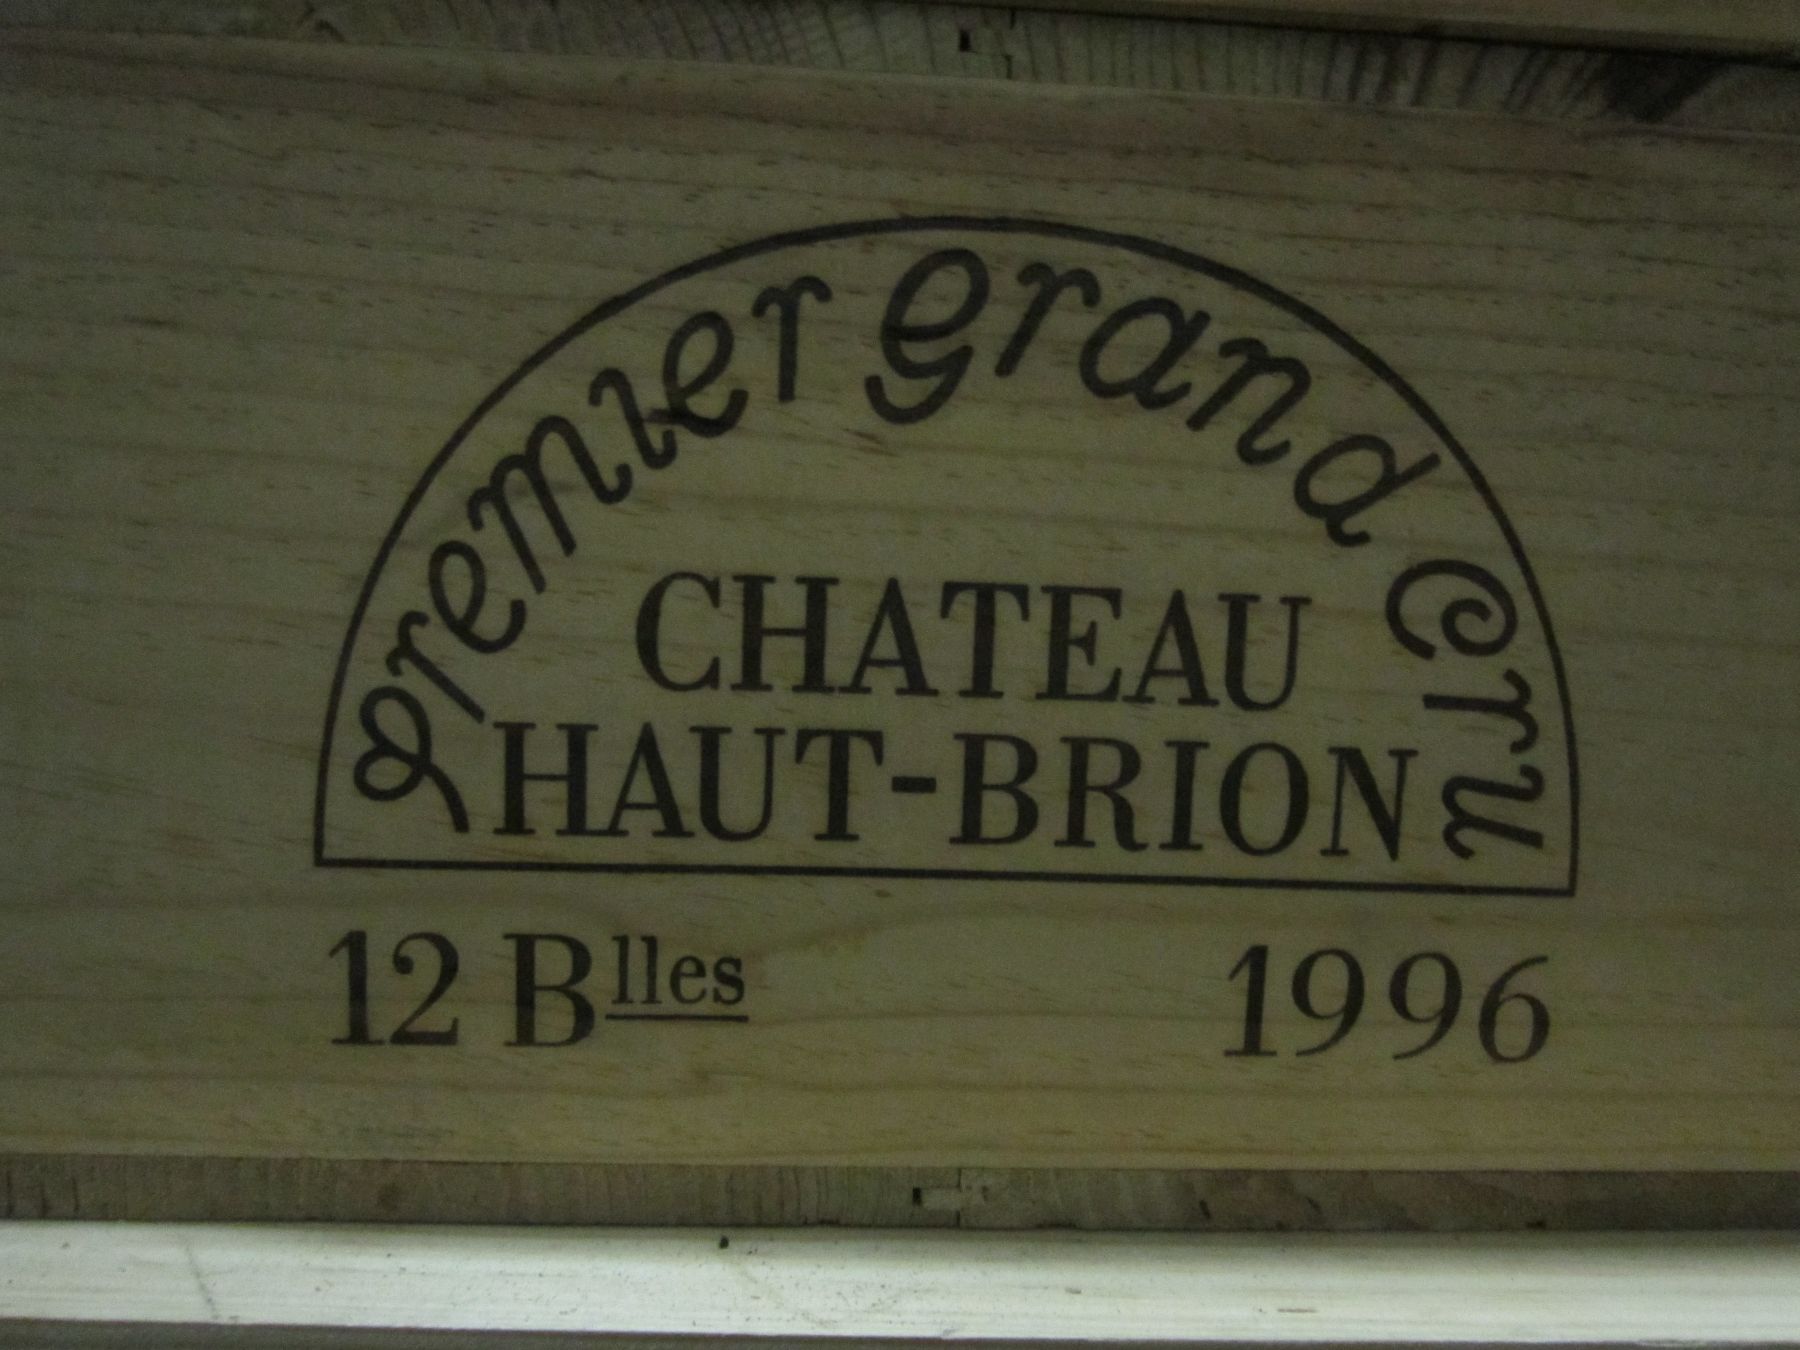 Premier grand cru
CHATEAU
HAUT-BRION
12 Blles 1996